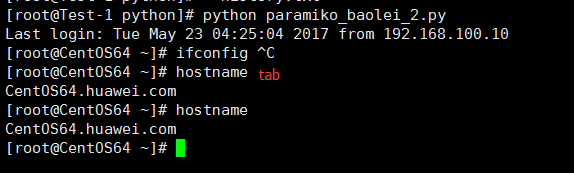 [root@Test-1 python]# python paramiko_baolei_2.py
Last login: Tue May 23 04:25:04 2017 from 192.168.100.10
[root@CentOS64 ~]# ifconfig ^C
[root@CentOS64 ~]# hostname tab
CentOS64.huawei.com
[root@CentOS64 ~]# hostname
CentOS64.huawei.com
[root@CentOS64 ~]#